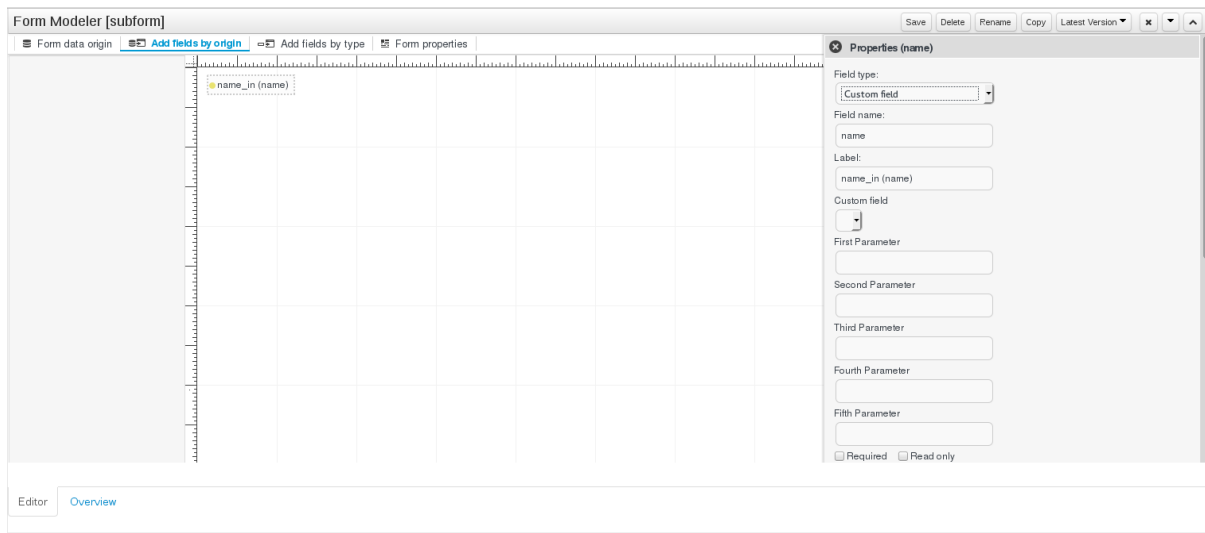 Form Modeler [subform]
Save Delete Rename Copy Latest Version
Form data origin Add fields by origin Add fields by type Form properties
Properties (name)
name_in (name)
Field type:
Custom field
Field name:
name
Label:
name_in (name)
Custom field
First Parameter
Second Parameter
Third Parameter
Fourth Parameter
Fifth Parameter
Required Read only
Editor Overview